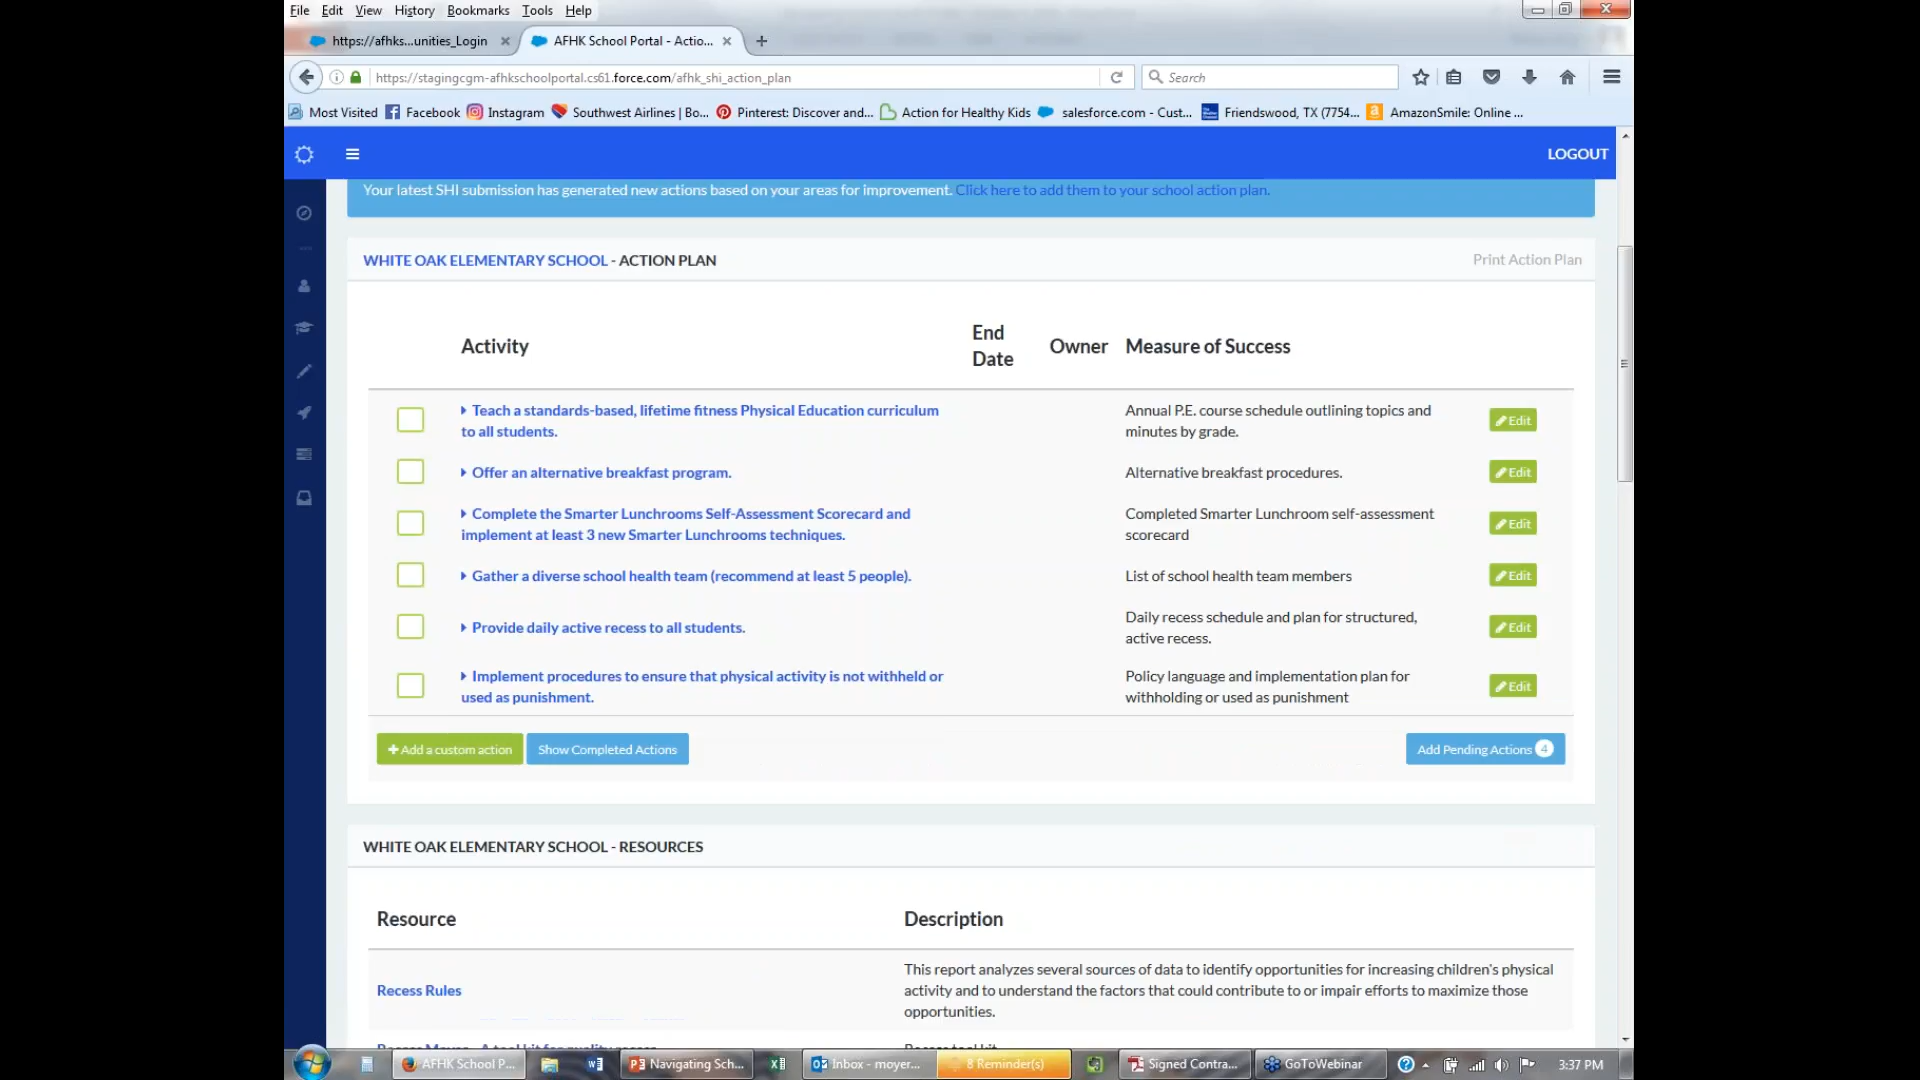 File Edit View History Bookmarks Tools Help
https://afhks...unities_Login
AFHK School Portal - Actio...
https://stagingcgm-afhkschoolportal.cs61.force.com/afhk_shi_action_plan
Search
Most Visited Facebook Instagram Southwest Airlines | Bo... Pinterest: Discover and... Action for Healthy Kids salesforce.com - Cust... Friendswood, TX (7754... AmazonSmile: Online ...
LOGOUT
Your latest SHI submission has generated new actions based on your areas for improvement. Click here to add them to your school action plan.
WHITE OAK ELEMENTARY SCHOOL - ACTION PLAN
Print Action Plan
Activity
End
Date
Owner
Measure of Success
Teach a standards-based, lifetime fitness Physical Education curriculum
to all students.
Annual P.E. course schedule outlining topics and
minutes by grade.
Edit
Offer an alternative breakfast program.
Alternative breakfast procedures.
Edit
Complete the Smarter Lunchrooms Self-Assessment Scorecard and
implement at least 3 new Smarter Lunchrooms techniques.
Completed Smarter Lunchroom self-assessment
scorecard
Edit
Gather a diverse school health team (recommend at least 5 people).
List of school health team members
Edit
Provide daily active recess to all students.
Daily recess schedule and plan for structured,
active recess.
Edit
Implement procedures to ensure that physical activity is not withheld or
used as punishment.
Policy language and implementation plan for
withholding or used as punishment
Edit
Add a custom action
Show Completed Actions
Add Pending Actions 4
WHITE OAK ELEMENTARY SCHOOL - RESOURCES
Resource
Description
Recess Rules
This report analyzes several sources of data to identify opportunities for increasing children's physical
activity and to understand the factors that could contribute to or impair efforts to maximize those
opportunities.
AFHK School P...
Navigating Sch...
Inbox - moyer...
8 Reminder(s)
Signed Contra...
GoToWebinar
3:37 PM